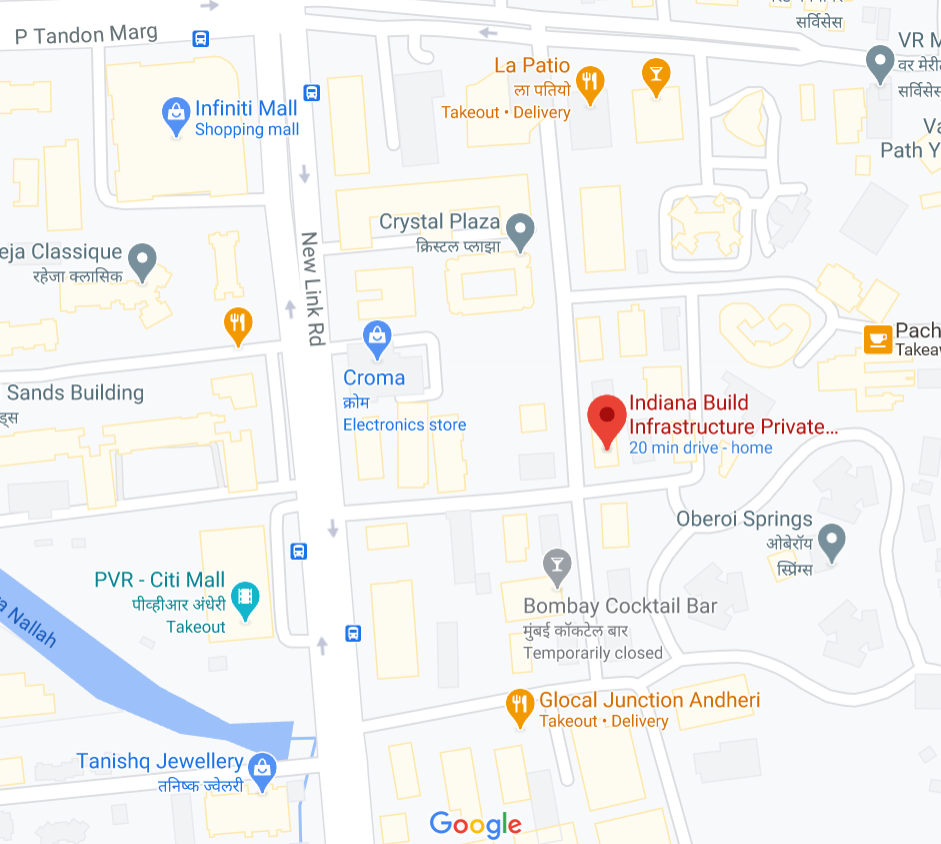 सर्विसेस
P Tandon Marg
VR M
वर मेरी
सर्विसेस
La Patio
ला पतियो
Takeout • Delivery
Infiniti Mall
Shopping mall
Va
Path Y
Crystal Plaza
क्रिस्टल प्लाझा
eja Classique
रहेजा क्लासिक
New Link Rd
Pach
Takeaw
Croma
क्रोम
Electronics store
Sands Building
ड्स
Indiana Build
Infrastructure Private...
20 min drive - home
Oberoi Springs
ओबेरॉय
स्प्रिंग्स
PVR - Citi Mall
पीव्हीआर अंधेरी
Takeout
a Nallah
Bombay Cocktail Bar
मुंबई कॉकटेल बार
Temporarily closed
Glocal Junction Andheri
Takeout • Delivery
Tanishq Jewellery
तनिष्क ज्वेलरी
Google